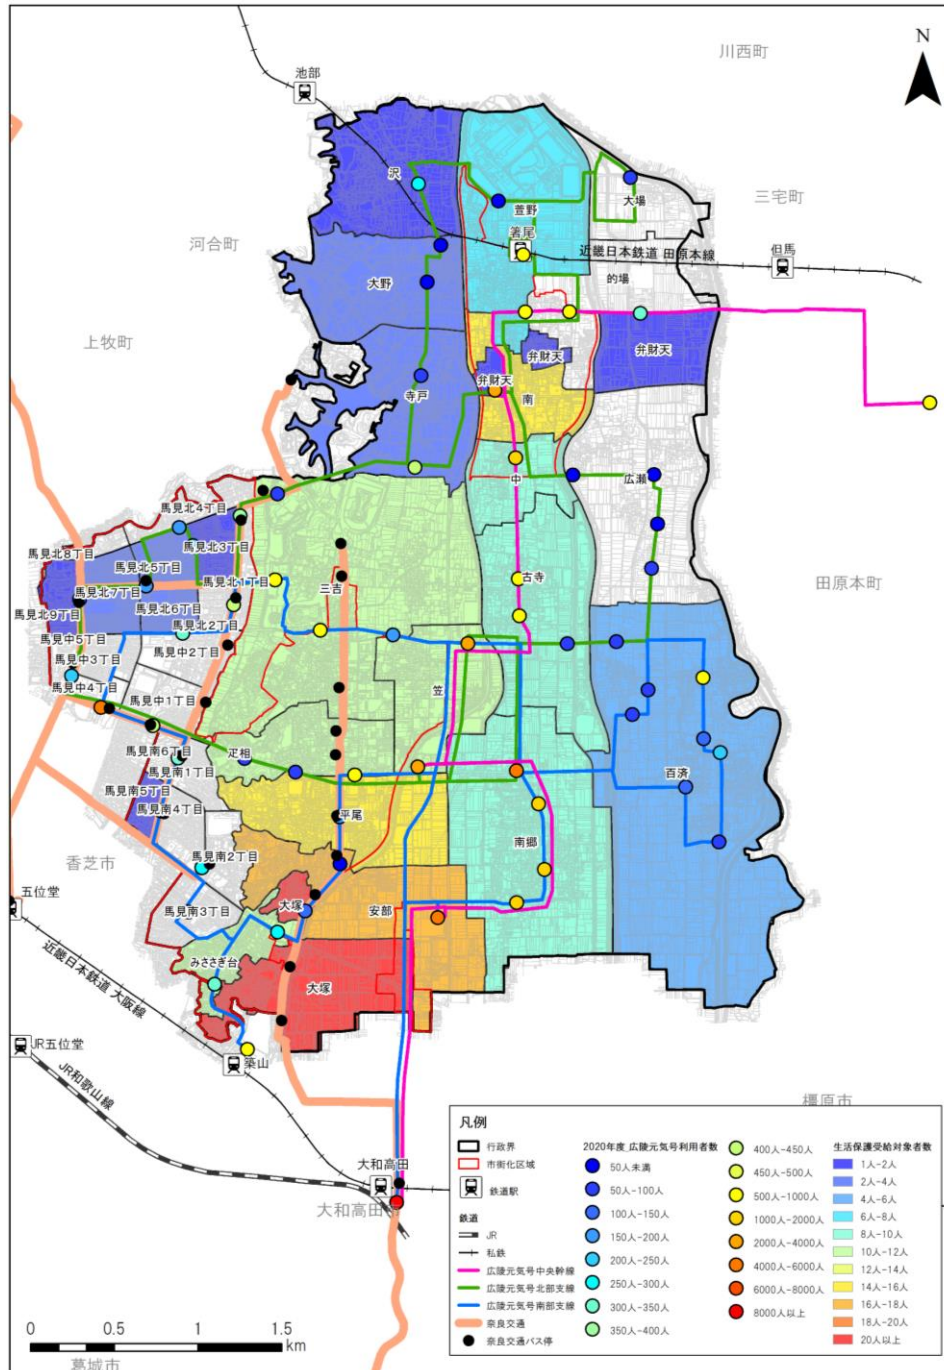 N
川西町
池部
沢
萱野
大場
三宅町
箸尾
近畿日本鉄道 田原本線
但馬
河合町
大野
的場
上牧町
弁財天
弁財天
弁財天
寺戸
南
中
広瀬
馬見北4丁目
馬見北3丁目
馬見北8丁目
馬見北5丁目
馬見北7丁目
馬見北1丁目
三吉
古寺
田原本町
馬見北9丁目
馬見北6丁目
馬見北2丁目
馬見中5丁目
馬見中2丁目
馬見中3丁目
馬見中4丁目
馬見中1丁目
笠
馬見南6丁目
疋相
馬見南1丁目
百済
馬見南5丁目
馬見南4丁目
平尾
南郷
香芝市
馬見南2丁目
五位堂
馬見南3丁目
大塚
安部
みささぎ台
近畿日本鉄道 大阪線
大塚
JR五位堂
築山
JR和歌山線
橿原市
大和高田
大和高田
葛城市
0 0.5 1 1.5
km
凡例
行政界
市街化区域
鉄道駅
鉄道
JR
私鉄
広陵元気号中央幹線
広陵元気号北部支線
広陵元気号南部支線
奈良交通
奈良交通バス停
2020年度_広陵元気号利用者数
50人未満
50人-100人
100人-150人
150人-200人
200人-250人
250人-300人
300人-350人
350人-400人
400人-450人
450人-500人
500人-1000人
1000人-2000人
2000人-4000人
4000人-6000人
6000人-8000人
8000人以上
生活保護受給対象者数
1人-2人
2人-4人
4人-6人
6人-8人
8人-10人
10人-12人
12人-14人
14人-16人
16人-18人
18人-20人
20人以上